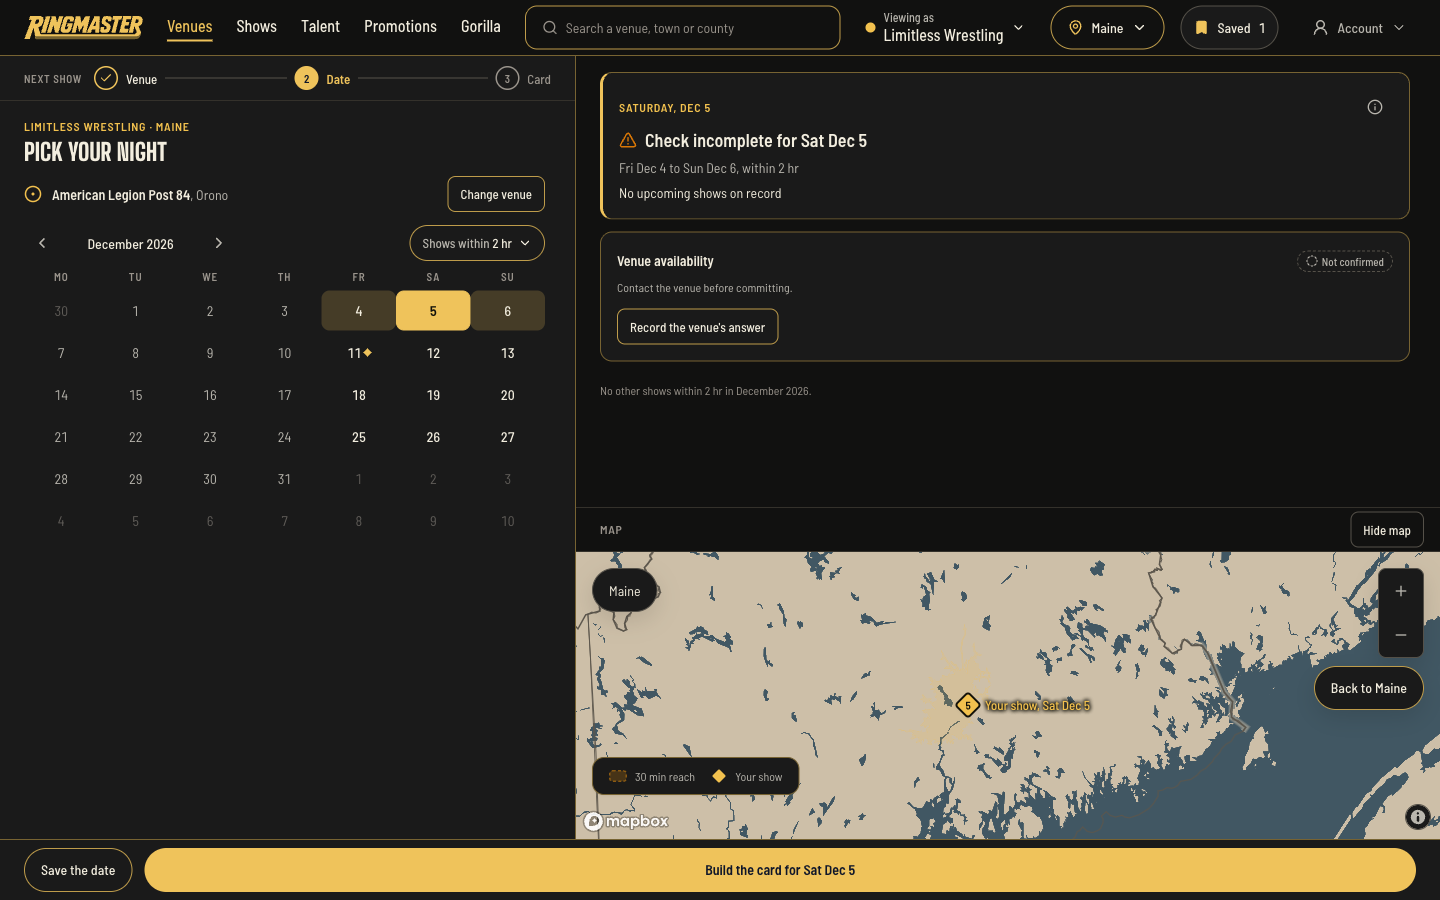 RINGMASTER
Venues
Shows
Talent
Promotions
Gorilla
Search a venue, town or county
Viewing as
Limitless Wrestling
Maine
Saved 1
Account
NEXT SHOW
Venue
2
Date
3
Card
LIMITLESS WRESTLING · MAINE
PICK YOUR NIGHT
American Legion Post 84, Orono
Change venue
December 2026
Shows within 2 hr
MO TU WE TH FR SA SU
30 1 2 3 4 5 6
7 8 9 10 11 12 13
14 15 16 17 18 19 20
21 22 23 24 25 26 27
28 29 30 31 1 2 3
4 5 6 7 8 9 10
SATURDAY, DEC 5
Check incomplete for Sat Dec 5
Fri Dec 4 to Sun Dec 6, within 2 hr
No upcoming shows on record
Venue availability
Not confirmed
Contact the venue before committing.
Record the venue's answer
No other shows within 2 hr in December 2026.
MAP
Hide map
Maine
+
−
Back to Maine
5
Your show, Sat Dec 5
30 min reach
Your show
mapbox
Save the date
Build the card for Sat Dec 5